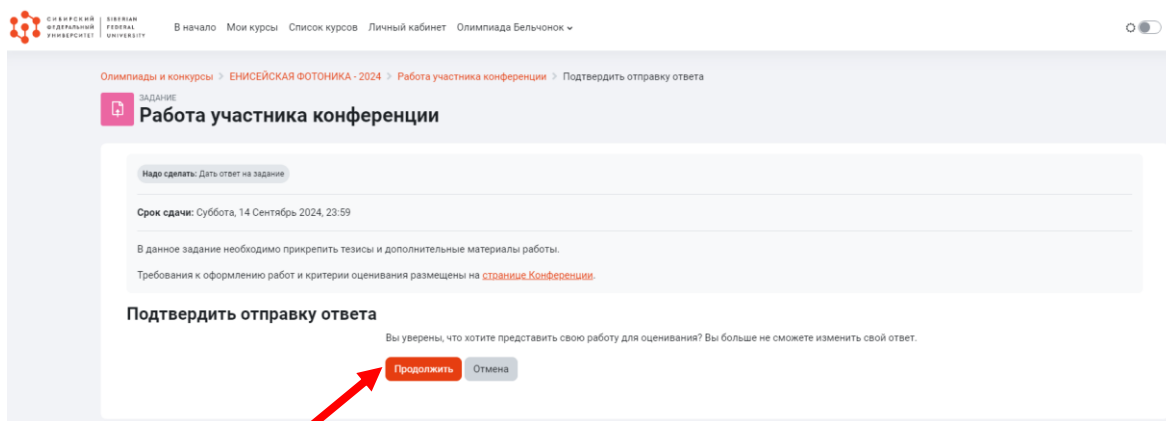 СИБИРСКИЙ
ФЕДЕРАЛЬНЫЙ
УНИВЕРСИТЕТ
SIBERIAN
FEDERAL
UNIVERSITY
В начало Мои курсы Список курсов Личный кабинет Олимпиада Бельчонок
Олимпиады и конкурсы > ЕНИСЕЙСКАЯ ФОТОНИКА - 2024 > Работа участника конференции > Подтвердить отправку ответа
ЗАДАНИЕ
Работа участника конференции
Надо сделать: Дать ответ на задание
Срок сдачи: Суббота, 14 Сентябрь 2024, 23:59
В данное задание необходимо прикрепить тезисы и дополнительные материалы работы.
Требования к оформлению работ и критерии оценивания размещены на странице Конференции.
Подтвердить отправку ответа
Вы уверены, что хотите представить свою работу для оценивания? Вы больше не сможете изменить свой ответ.
Продолжить Отмена